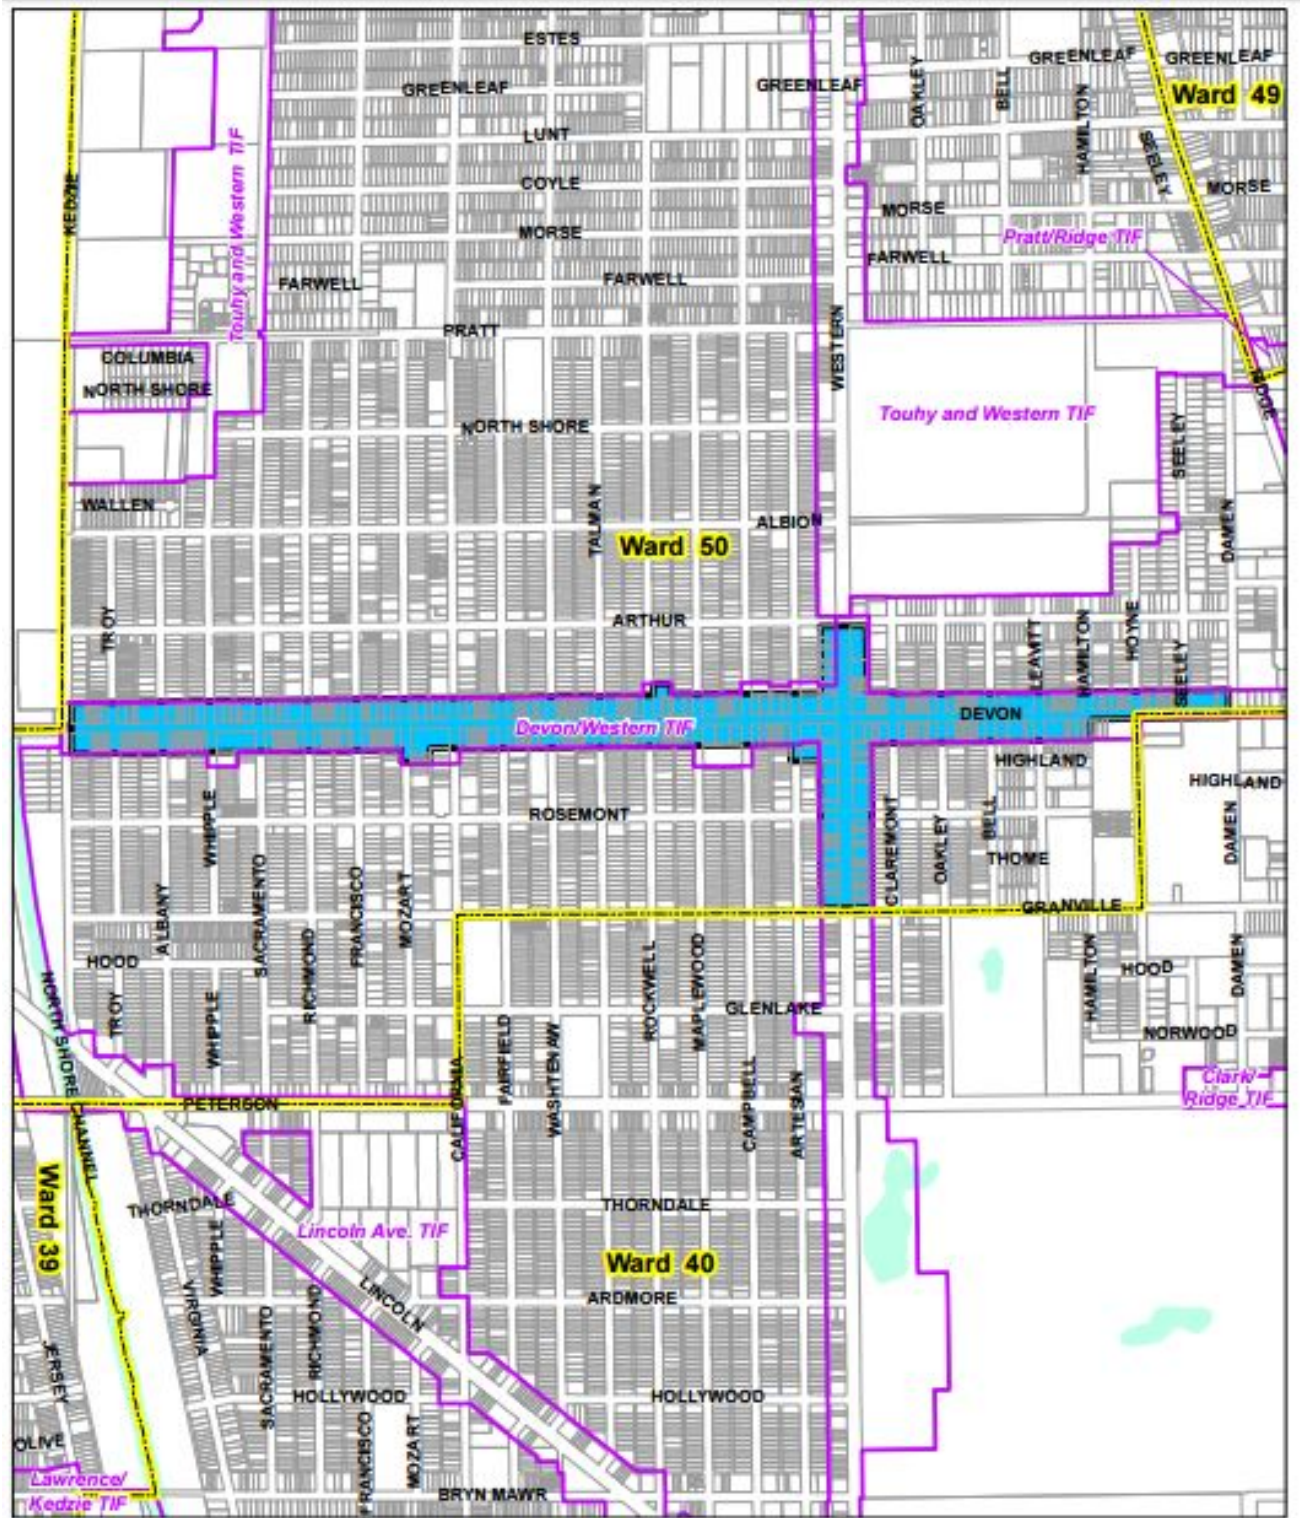 ESTES
GREENLEAF
GREENLEAF
OAKLEY
BELL
GREENLEAF
GREENLEAF
Ward 49
HAMILTON
LUNT
SEELEY
Touhy and Western TIF
KEDZIE
COYLE
MORSE
MORSE
MORSE
Pratt/Ridge TIF
FARWELL
FARWELL
FARWELL
PRATT
WESTERN
COLUMBIA
NORTH SHORE
RIDGE
Touhy and Western TIF
NORTH SHORE
SEELEY
WALLEN
TALMAN
ALBION
DAMEN
Ward 50
TROY
ARTHUR
LEAVITT
HAMILTON
HOYNE
SEELEY
Devon/Western TIF
DEVON
HIGHLAND
HIGHLAND
WHIPPLE
ROSEMONT
CLAREMONT
OAKLEY
BELL
DAMEN
THOME
ALBANY
SACRAMENTO
FRANCISCO
MOZART
GRANVILLE
HOOD
RICHMOND
ROCKWELL
MAPLEWOOD
HAMILTON
HOOD
DAMEN
NORTH SHORE CHANNEL
TROY
WHIPPLE
GLENLAKE
NORWOOD
FAIRFIELD
WASHTENAW
CALIFORNIA
CAMPBELL
ARTESIAN
Clark/
Ridge TIF
PETERSON
Ward 39
THORNDALE
THORNDALE
Lincoln Ave. TIF
WHIPPLE
Ward 40
VIRGINIA
LINCOLN
ARDMORE
JERSEY
SACRAMENTO
RICHMOND
HOLLYWOOD
HOLLYWOOD
OLIVE
FRANCISCO
MOZART
Lawrence/
Kedzie TIF
BRYN MAWR